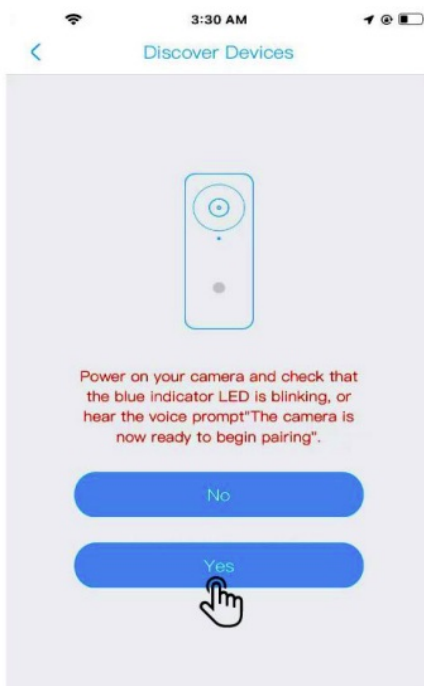 3:30 AM
Discover Devices
Power on your camera and check that
the blue indicator LED is blinking, or
hear the voice prompt"The camera is
now ready to begin pairing".
No
Yes